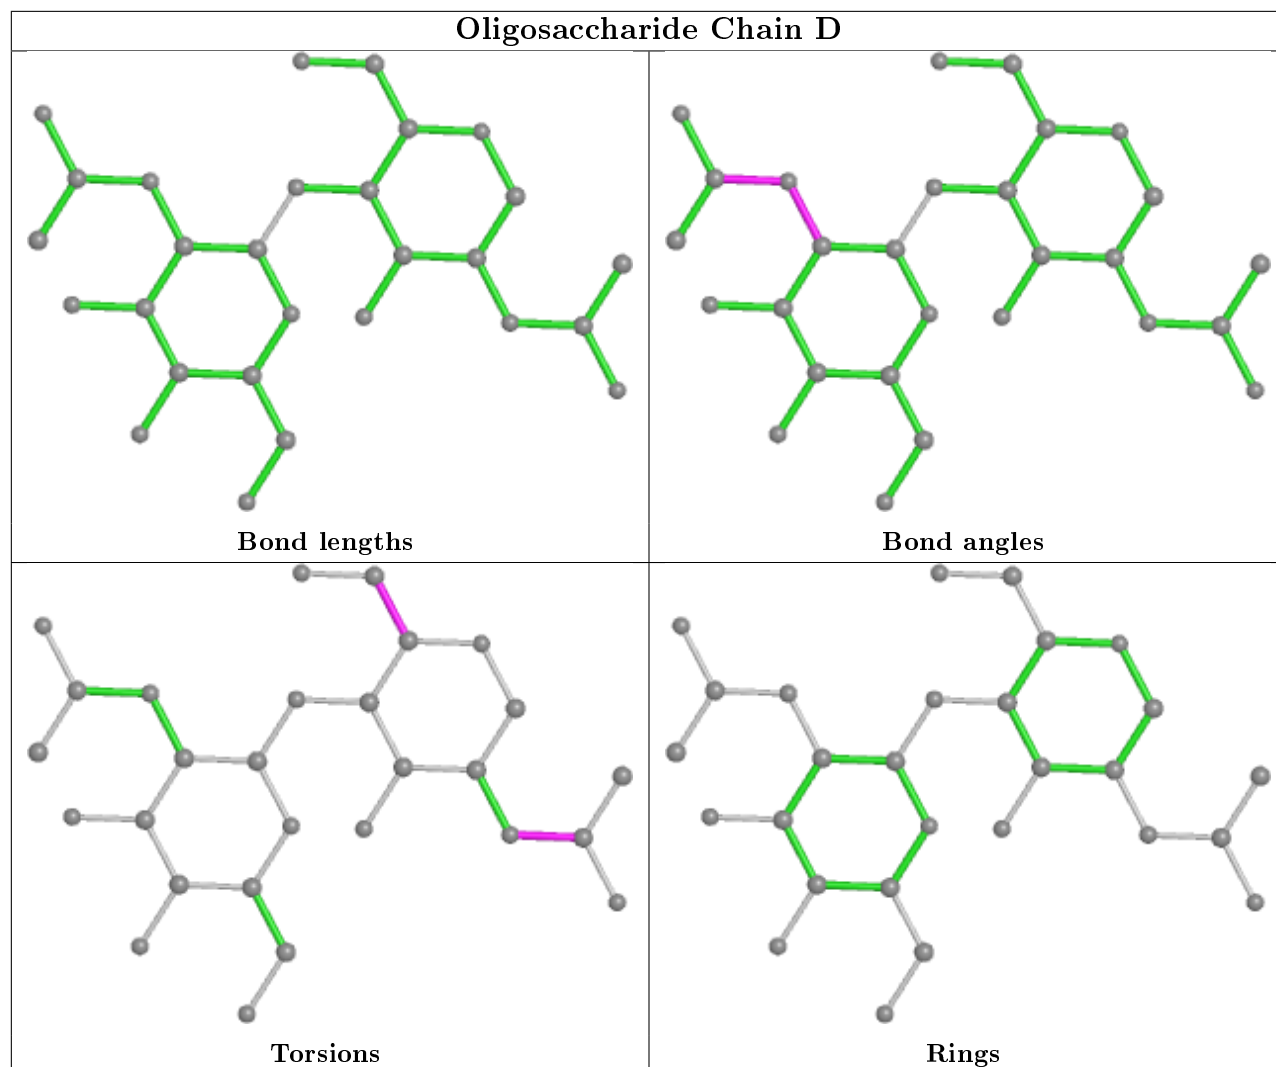 Oligosaccharide Chain D
Bond lengths
Bond angles
Torsions
Rings